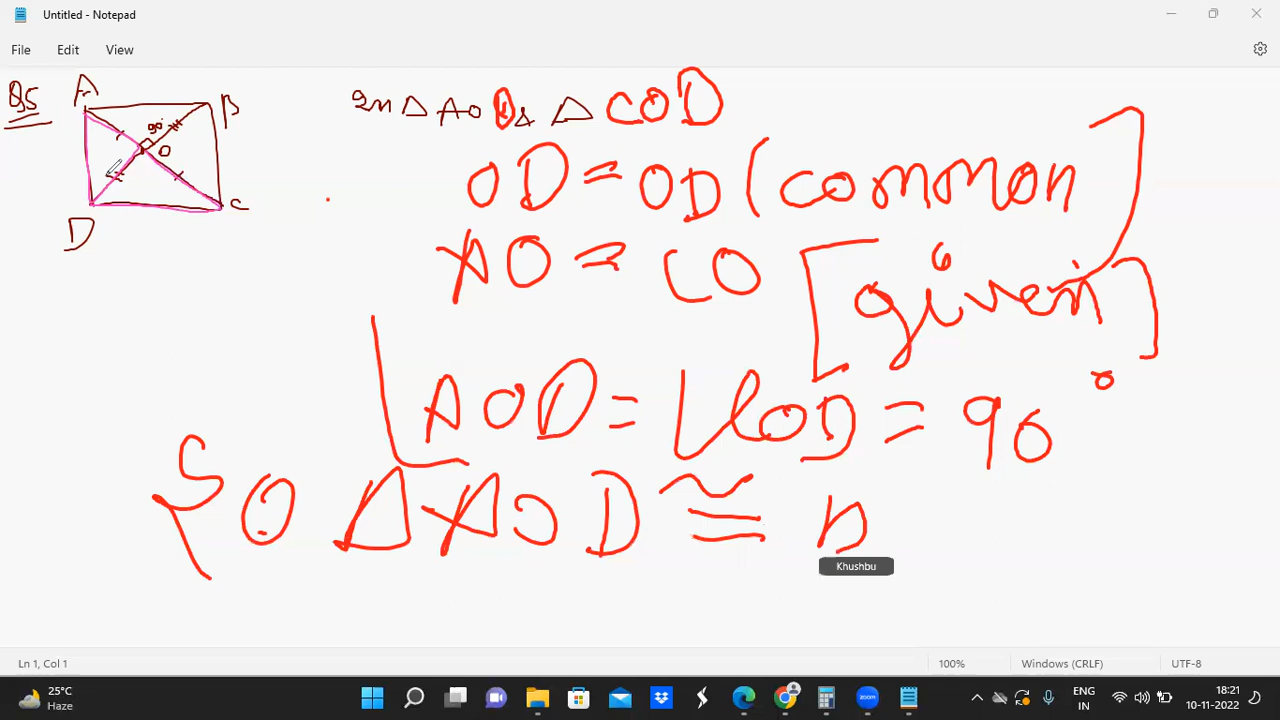 Untitled - Notepad
File Edit View
Q5
A
B
90°
O
C
D
In Δ AOD & Δ COD
OD = OD (common)
AO = CO [given]
∠AOD = ∠COD = 90°
SO ΔAOD ≅ Δ
Khushbu
Ln 1, Col 1
100%
Windows (CRLF)
UTF-8
25°C
Haze
ENG
IN
18:21
10-11-2022